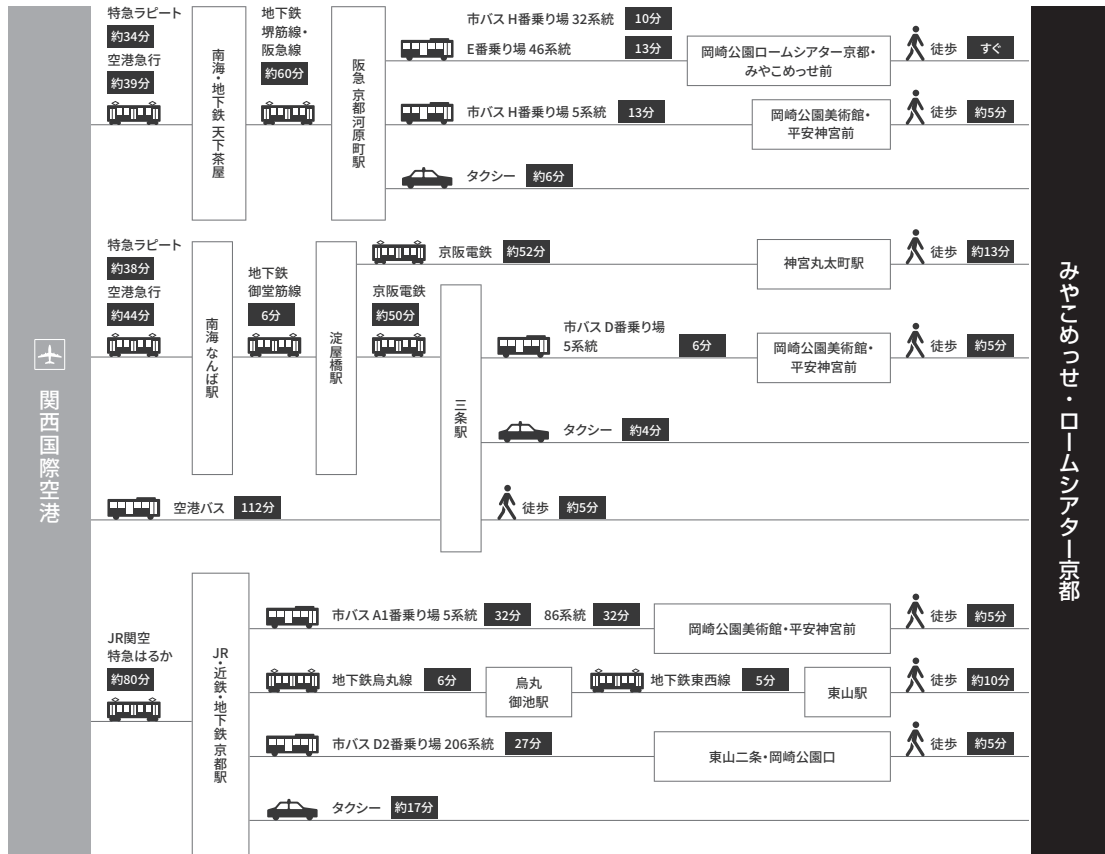 関西国際空港
特急ラピート
約34分
空港急行
約39分
南海・地下鉄 天下茶屋
地下鉄
堺筋線・
阪急線
約60分
阪急 京都河原町駅
市バス H番乗り場 32系統 10分
E番乗り場 46系統 13分
岡崎公園ロームシアター京都・
みやこめっせ前
徒歩 すぐ
市バス H番乗り場 5系統 13分
岡崎公園美術館・
平安神宮前
徒歩 約5分
タクシー 約6分
特急ラピート
約38分
空港急行
約44分
南海 なんば駅
地下鉄
御堂筋線
6分
淀屋橋駅
京阪電鉄 約52分
神宮丸太町駅
徒歩 約13分
京阪電鉄
約50分
三条駅
市バス D番乗り場
5系統 6分
岡崎公園美術館・
平安神宮前
徒歩 約5分
タクシー 約4分
空港バス 112分
徒歩 約5分
JR関空
特急はるか
約80分
JR・近鉄・地下鉄 京都駅
市バス A1番乗り場 5系統 32分 86系統 32分
岡崎公園美術館・平安神宮前
徒歩 約5分
地下鉄烏丸線 6分
烏丸
御池駅
地下鉄東西線 5分
東山駅
徒歩 約10分
市バス D2番乗り場 206系統 27分
東山二条・岡崎公園口
徒歩 約5分
タクシー 約17分
みやこめっせ・ロームシアター京都